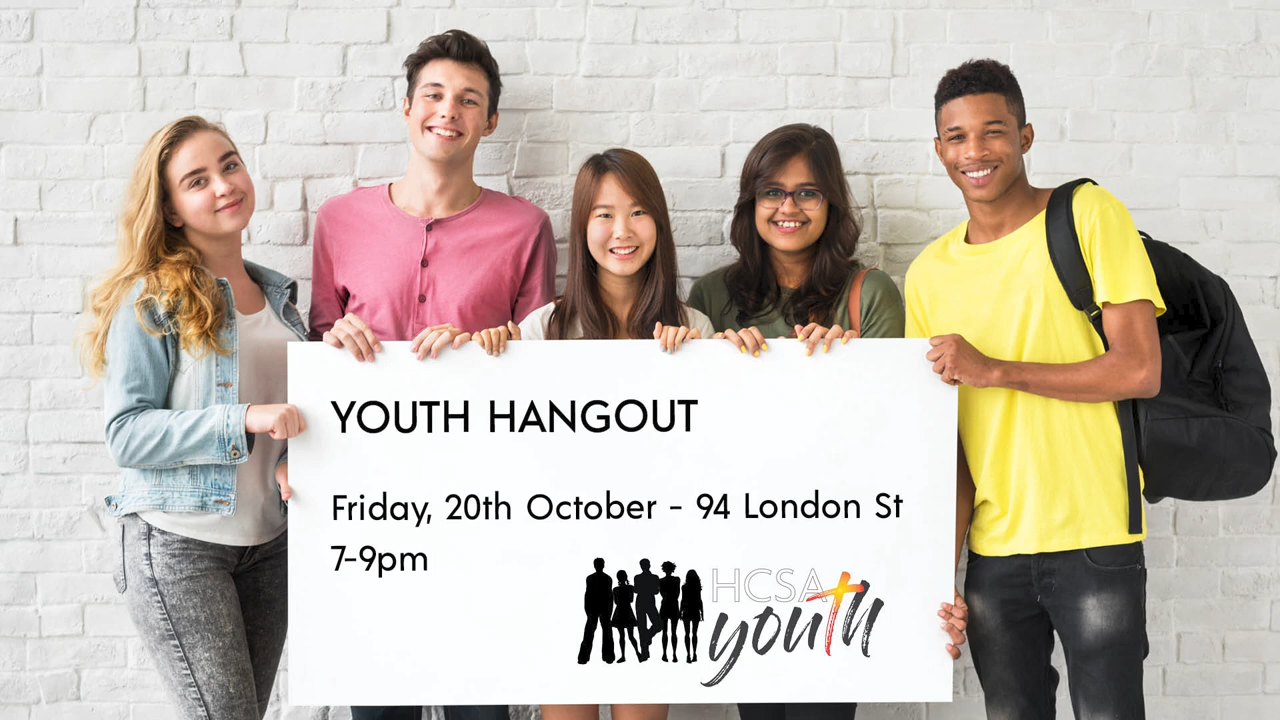 YOUTH HANGOUT
Friday, 20th October - 94 London St
7-9pm
HCSA
youth